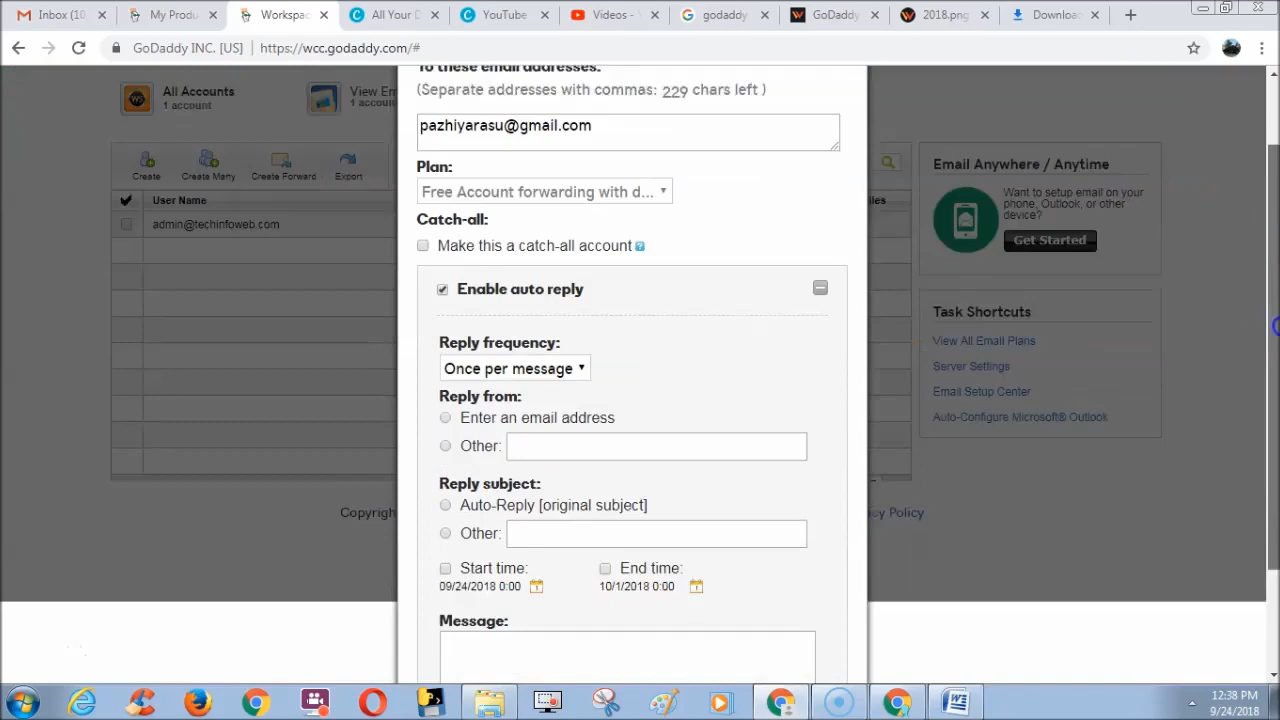 Inbox (10,
My Produ
Workspac
All Your D
YouTube
Videos -
godaddy
GoDaddy
2018.png
Downloa
GoDaddy INC. [US] https://wcc.godaddy.com/#
All Accounts
1 account
View Em
1 accou
Create
Create Many
Create Forward
Export
User Name
iles
admin@techinfoweb.com
Copyrigh
cy Policy
To these email addresses:
(Separate addresses with commas: 229 chars left )
pazhiyarasu@gmail.com
Plan:
Free Account forwarding with d...
Catch-all:
Make this a catch-all account
Enable auto reply
Reply frequency:
Once per message
Reply from:
Enter an email address
Other:
Reply subject:
Auto-Reply [original subject]
Other:
Start time:
End time:
09/24/2018 0:00
10/1/2018 0:00
Message:
Email Anywhere / Anytime
Want to setup email on your
phone, Outlook, or other
device?
Get Started
Task Shortcuts
View All Email Plans
Server Settings
Email Setup Center
Auto-Configure Microsoft® Outlook
12:38 PM
9/24/2018